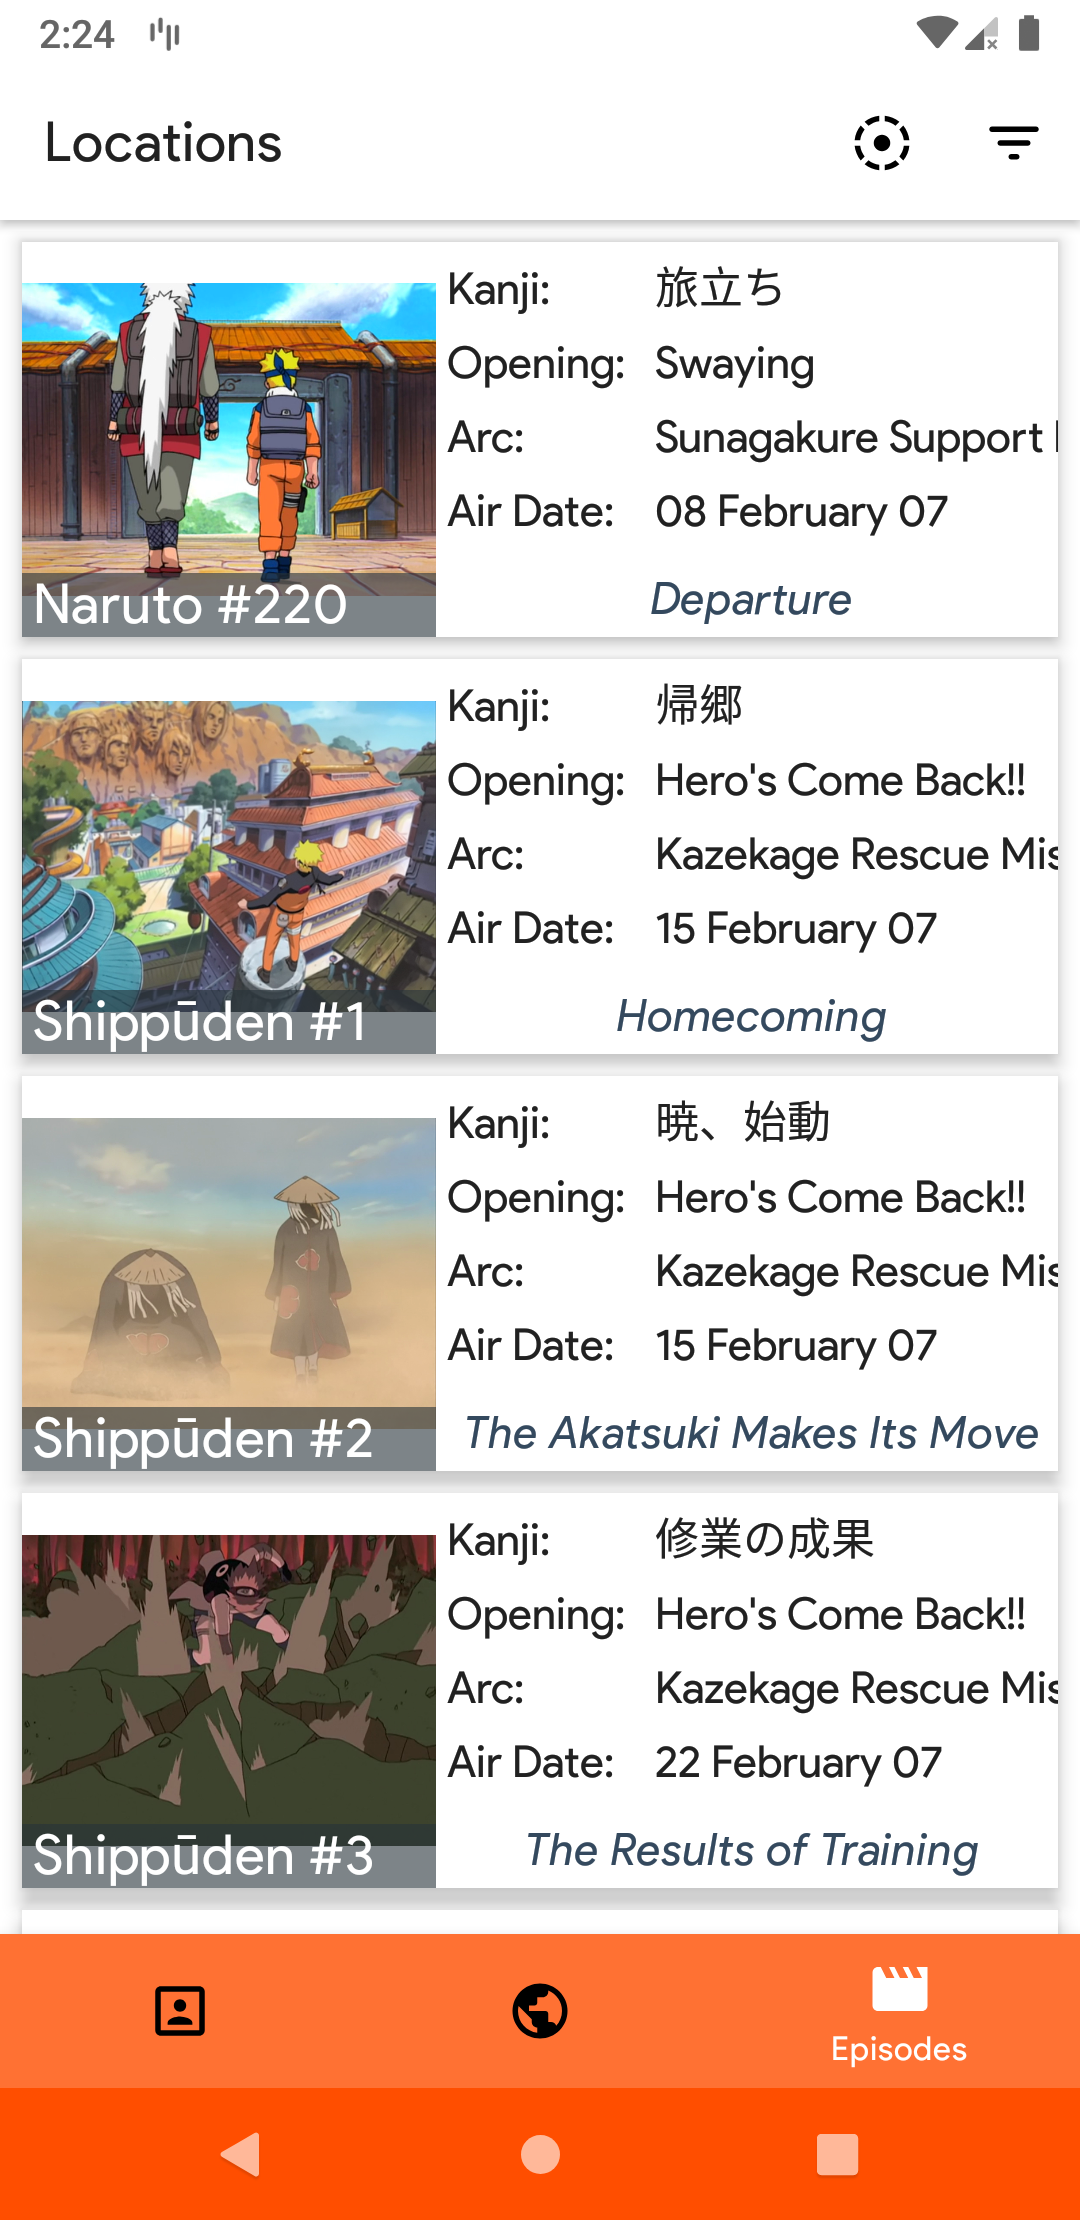 2:24
Locations
Kanji: 旅立ち
Opening: Swaying
Arc: Sunagakure Support
Air Date: 08 February 07
Naruto #220
Departure
Kanji: 帰郷
Opening: Hero's Come Back!!
Arc: Kazekage Rescue Mis
Air Date: 15 February 07
Shippūden #1
Homecoming
Kanji: 暁、始動
Opening: Hero's Come Back!!
Arc: Kazekage Rescue Mis
Air Date: 15 February 07
Shippūden #2
The Akatsuki Makes Its Move
Kanji: 修業の成果
Opening: Hero's Come Back!!
Arc: Kazekage Rescue Mis
Air Date: 22 February 07
Shippūden #3
The Results of Training
Episodes